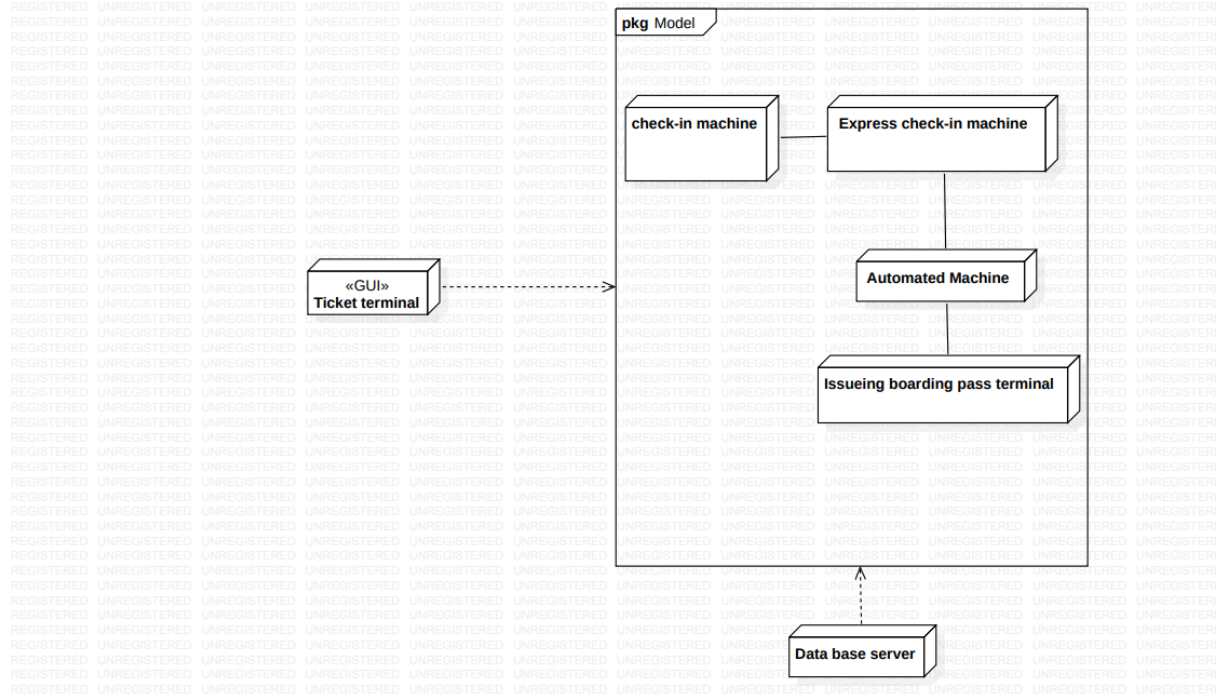 pkg Model
check-in machine
Express check-in machine
«GUI»
Ticket terminal
Automated Machine
Issueing boarding pass terminal
Data base server
UNREGISTERED